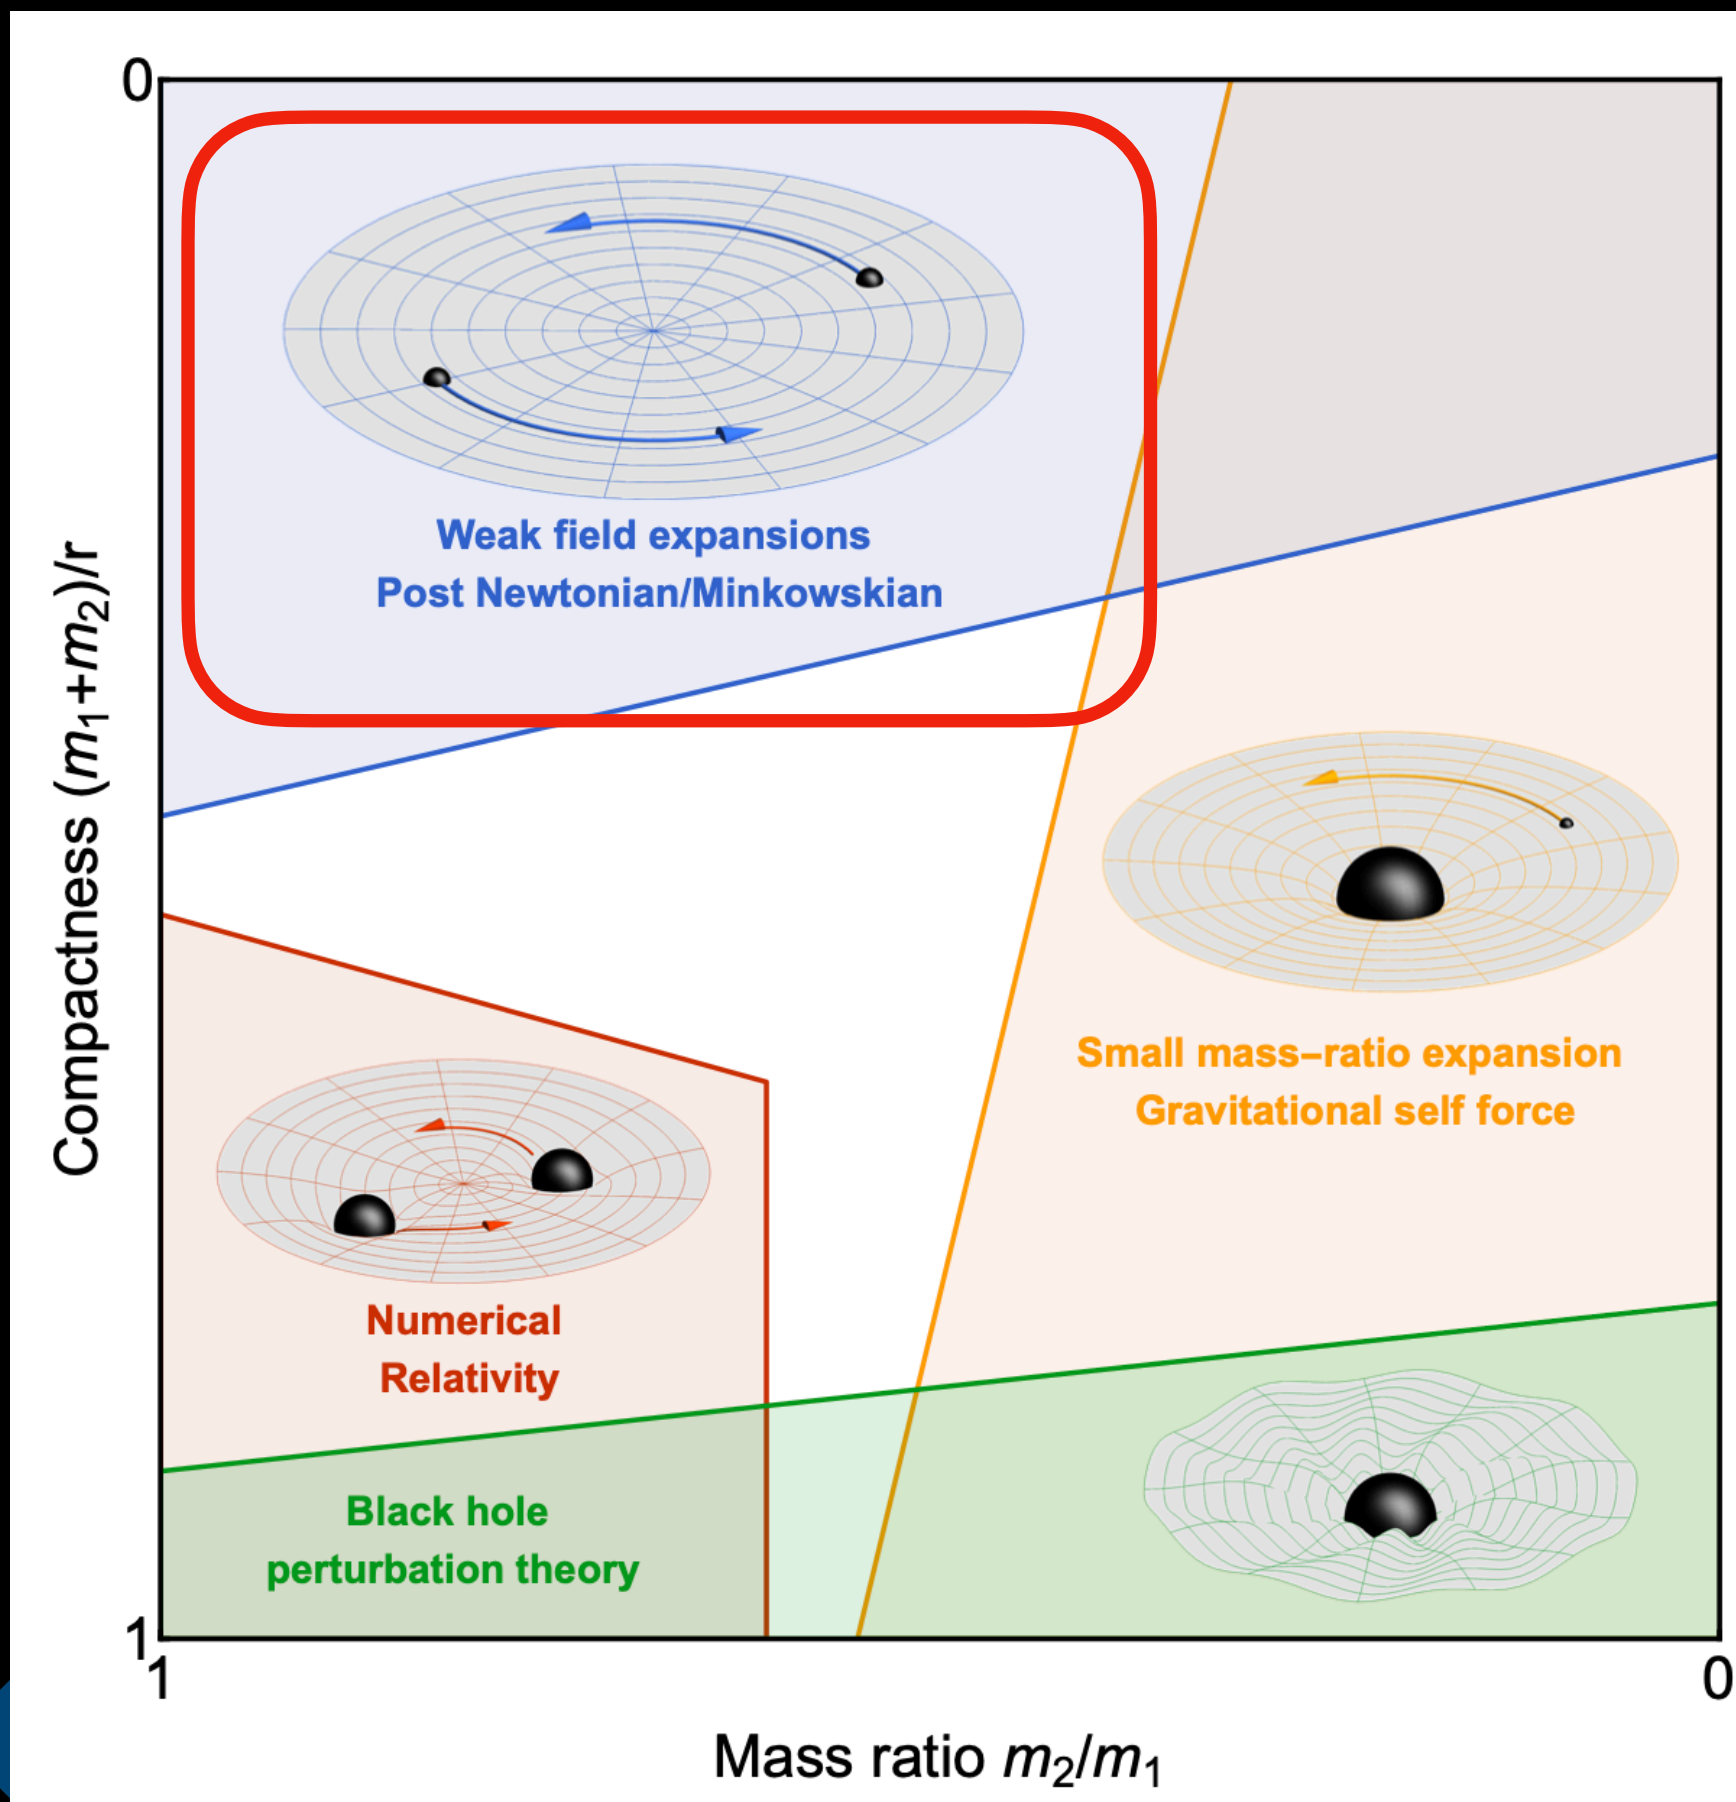 0
Weak field expansions
Post Newtonian/Minkowskian
Compactness (m₁+m₂)/r
Small mass–ratio expansion
Gravitational self force
Numerical
Relativity
Black hole
perturbation theory
1
1
0
Mass ratio m₂/m₁